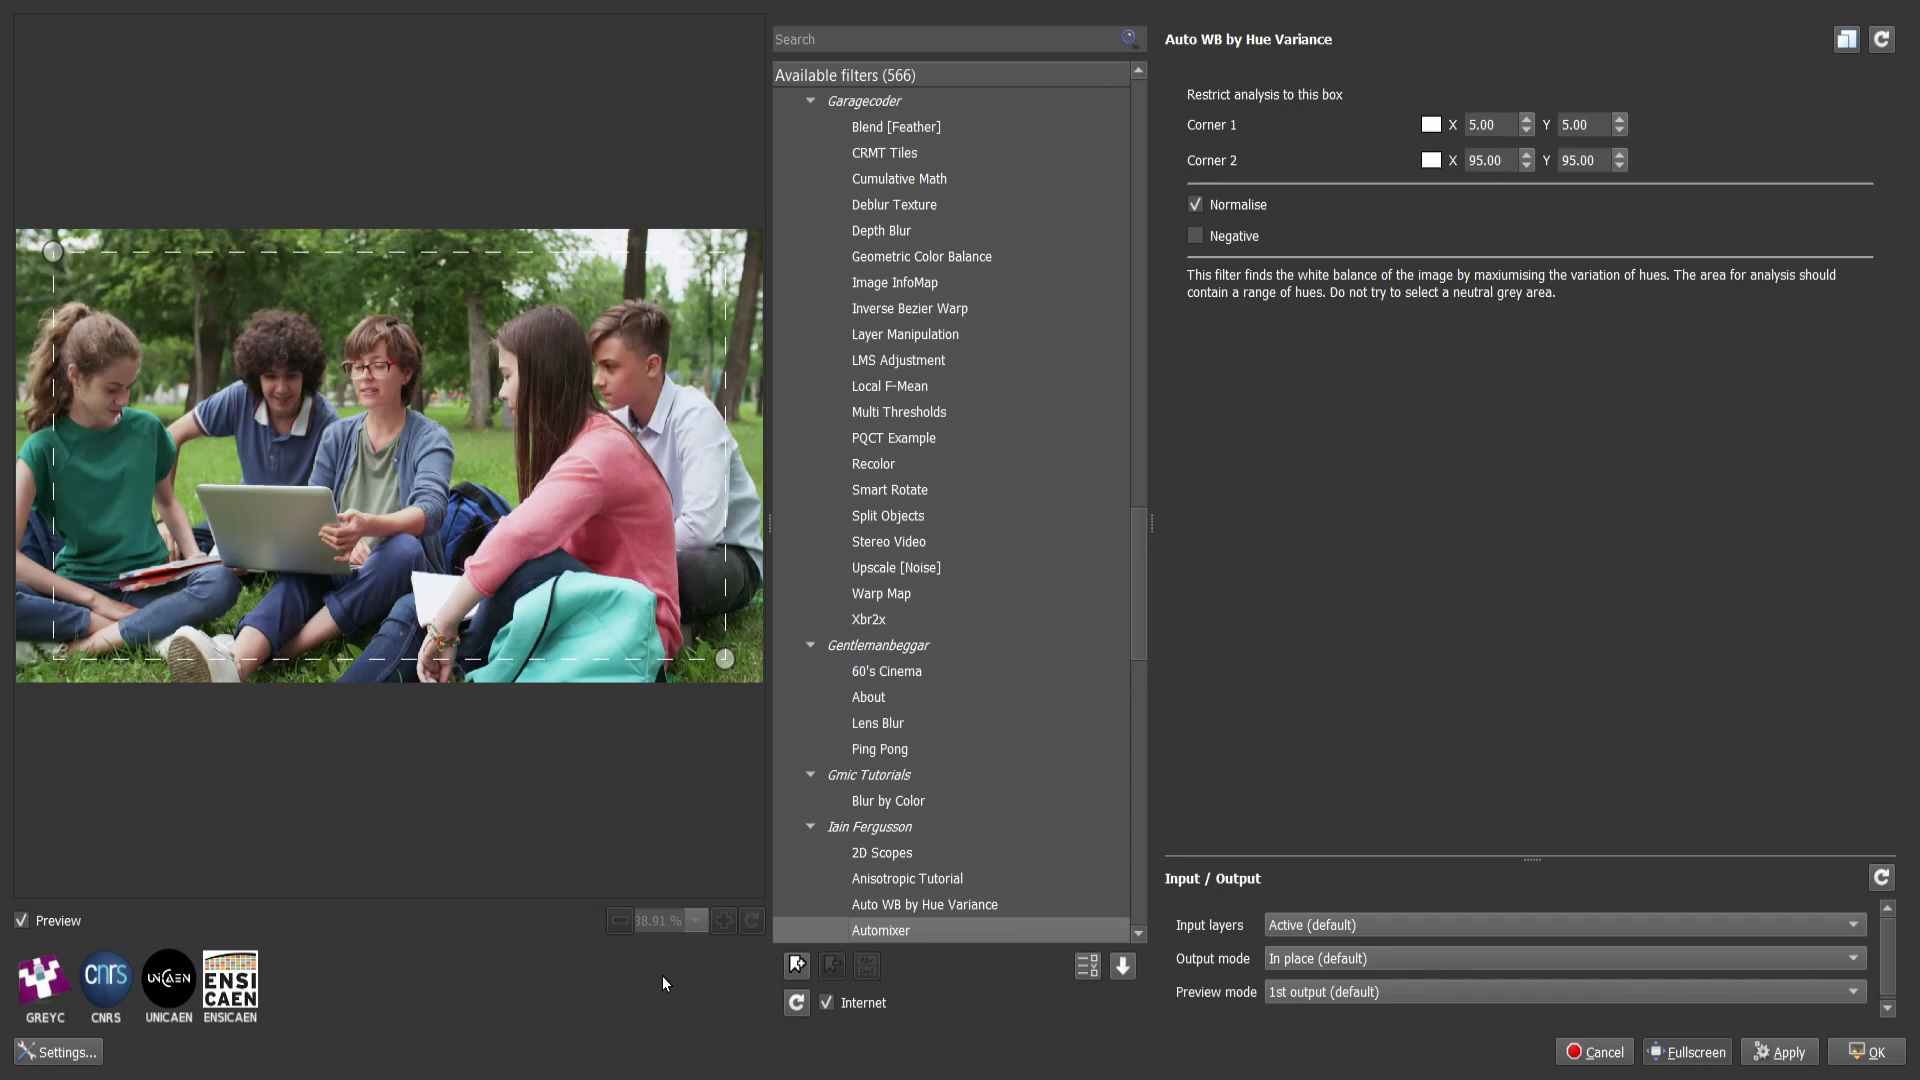 Search
Available filters (566)
Garagecoder
Blend [Feather]
CRMT Tiles
Cumulative Math
Deblur Texture
Depth Blur
Geometric Color Balance
Image InfoMap
Inverse Bezier Warp
Layer Manipulation
LMS Adjustment
Local F-Mean
Multi Thresholds
PQCT Example
Recolor
Smart Rotate
Split Objects
Stereo Video
Upscale [Noise]
Warp Map
Xbr2x
Gentlemanbeggar
60's Cinema
About
Lens Blur
Ping Pong
Gmic Tutorials
Blur by Color
Iain Fergusson
2D Scopes
Anisotropic Tutorial
Auto WB by Hue Variance
Automixer
Internet
Auto WB by Hue Variance
Restrict analysis to this box
Corner 1 X 5.00 Y 5.00
Corner 2 X 95.00 Y 95.00
Normalise
Negative
This filter finds the white balance of the image by maxiumising the variation of hues. The area for analysis should
contain a range of hues. Do not try to select a neutral grey area.
Input / Output
Input layers Active (default)
Output mode In place (default)
Preview mode 1st output (default)
Preview
38.91 %
cnrs
UNICAEN
ENSI
CAEN
GREYC CNRS UNICAEN ENSICAEN
Settings...
Cancel Fullscreen Apply OK